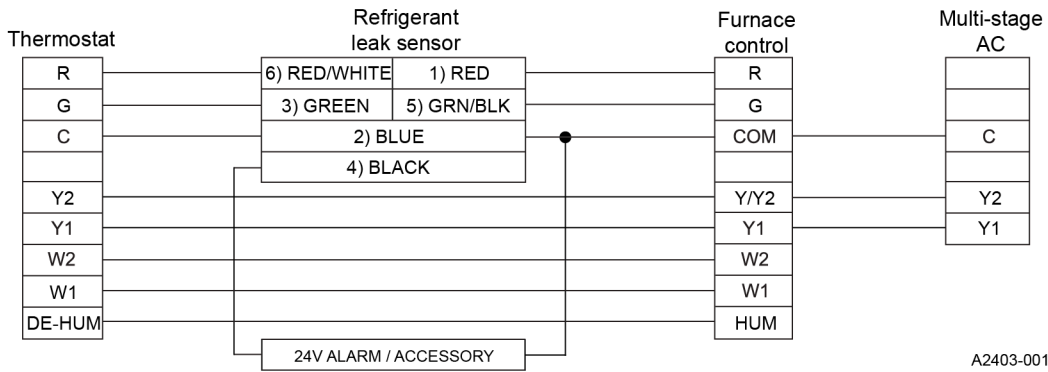 Thermostat
Refrigerant
leak sensor
Furnace
control
Multi-stage
AC
R
6) RED/WHITE
1) RED
R
G
3) GREEN
5) GRN/BLK
G
C
2) BLUE
COM
C
4) BLACK
Y2
Y/Y2
Y2
Y1
Y1
Y1
W2
W2
W1
W1
DE-HUM
HUM
24V ALARM / ACCESSORY
A2403-001